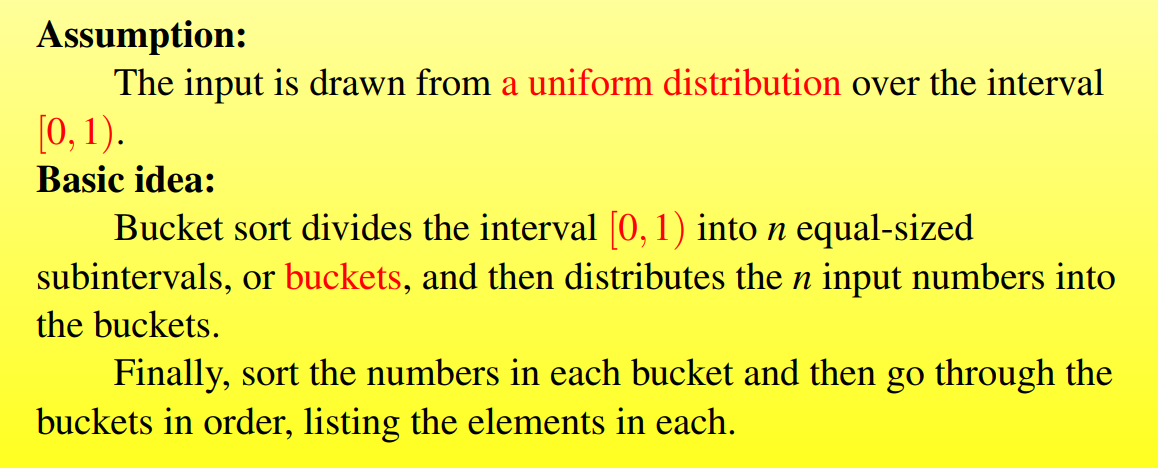 Assumption:
The input is drawn from a uniform distribution over the interval
[0, 1).
Basic idea:
Bucket sort divides the interval [0, 1) into n equal-sized
subintervals, or buckets, and then distributes the n input numbers into
the buckets.
Finally, sort the numbers in each bucket and then go through the
buckets in order, listing the elements in each.